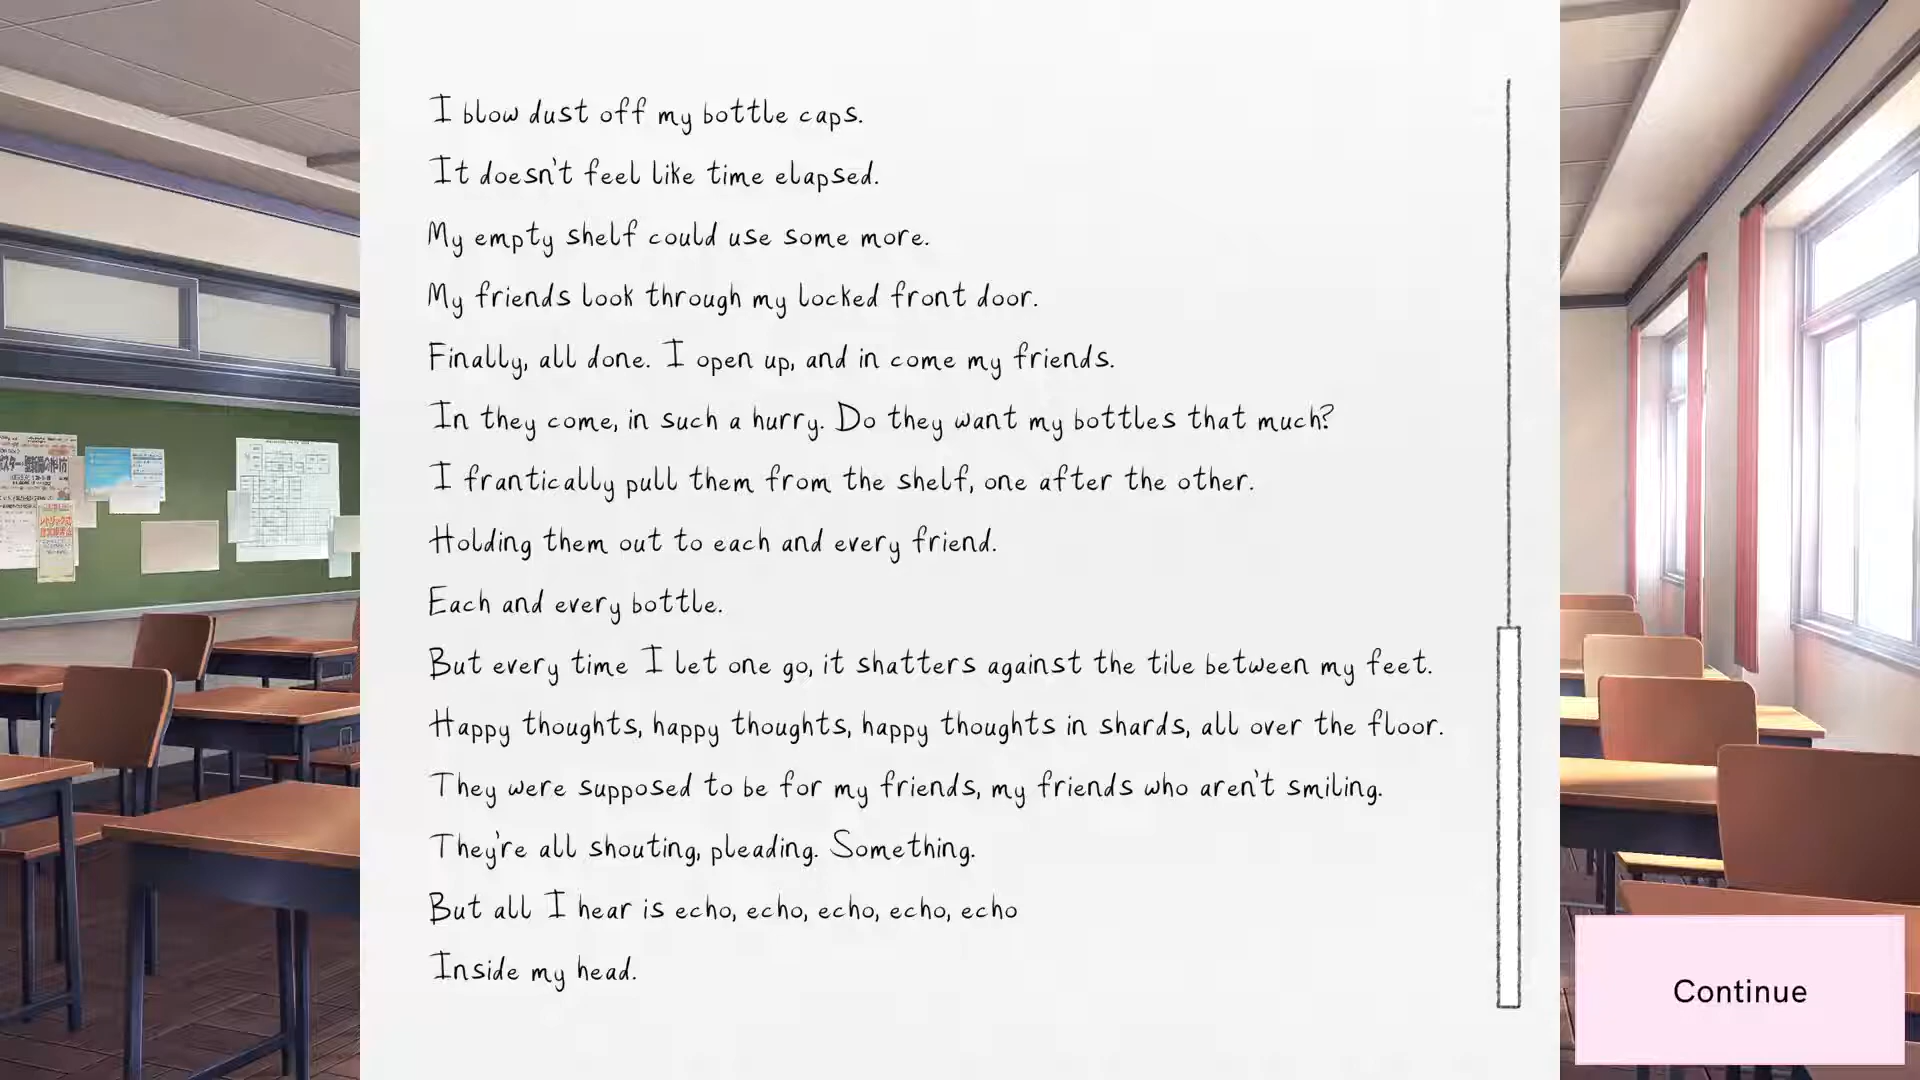 I blow dust off my bottle caps.
It doesn't feel like time elapsed.
My empty shelf could use some more.
My friends look through my locked front door.
Finally, all done. I open up, and in come my friends.
In they come, in such a hurry. Do they want my bottles that much?
I frantically pull them from the shelf, one after the other.
Holding them out to each and every friend.
Each and every bottle.
But every time I let one go, it shatters against the tile between my feet.
Happy thoughts, happy thoughts, happy thoughts in shards, all over the floor.
They were supposed to be for my friends, my friends who aren't smiling.
They're all shouting, pleading. Something.
But all I hear is echo, echo, echo, echo, echo
Inside my head.
Continue